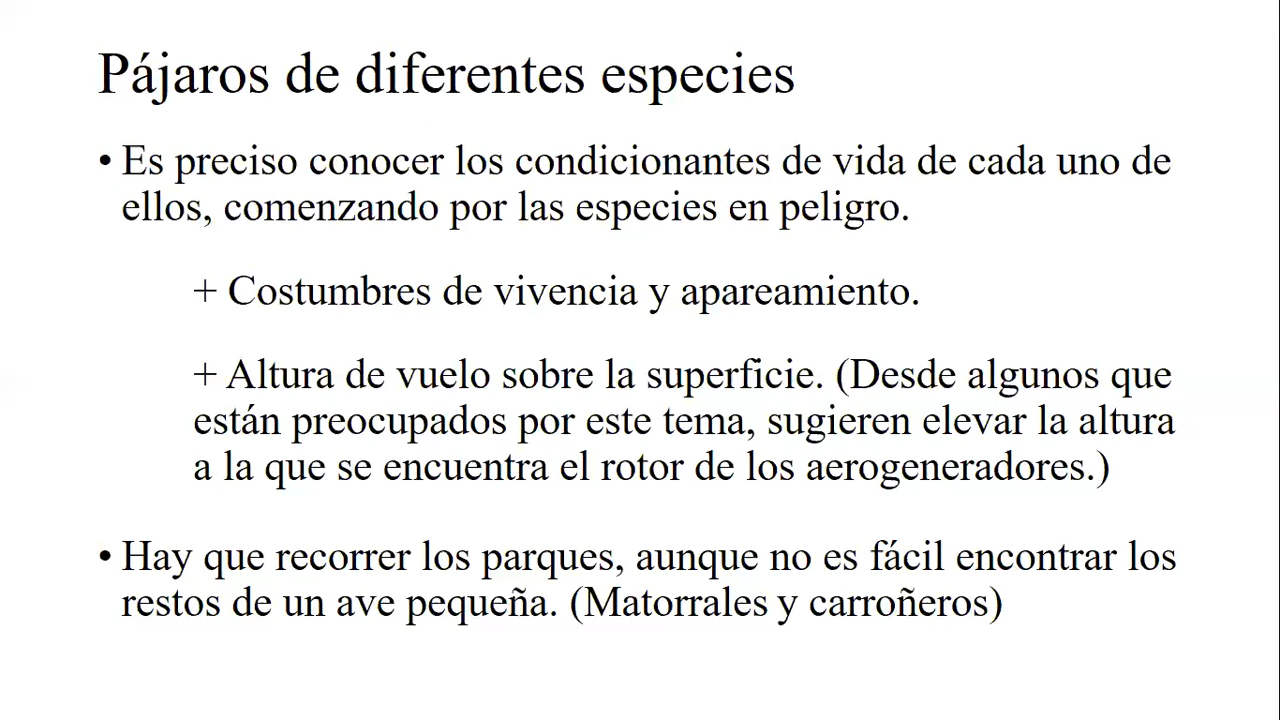 Pájaros de diferentes especies
• Es preciso conocer los condicionantes de vida de cada uno de
ellos, comenzando por las especies en peligro.
+ Costumbres de vivencia y apareamiento.
+ Altura de vuelo sobre la superficie. (Desde algunos que
están preocupados por este tema, sugieren elevar la altura
a la que se encuentra el rotor de los aerogeneradores.)
• Hay que recorrer los parques, aunque no es fácil encontrar los
restos de un ave pequeña. (Matorrales y carroñeros)